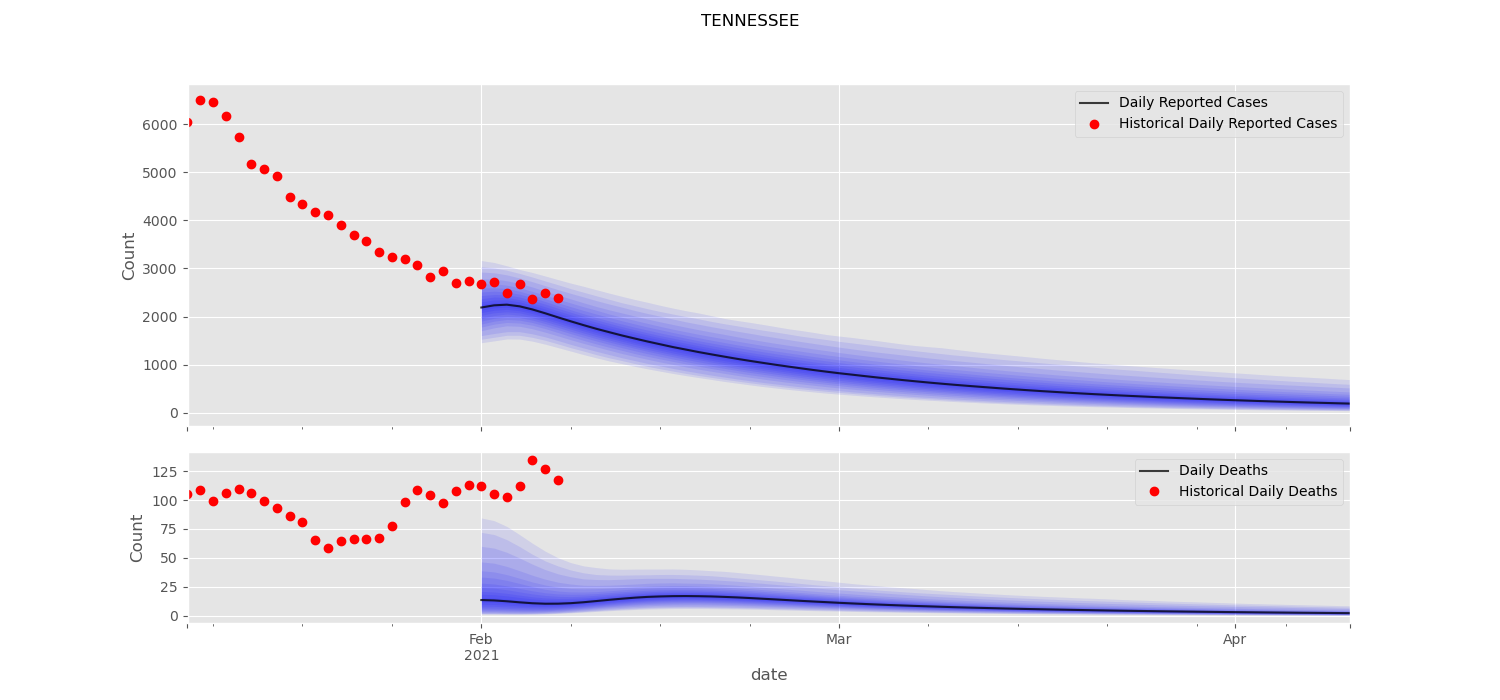 TENNESSEE
Daily Reported Cases
Historical Daily Reported Cases
6000
5000
4000
3000
2000
1000
0
Count
Daily Deaths
Historical Daily Deaths
125
100
75
50
25
0
Count
Feb
2021
Mar
Apr
date